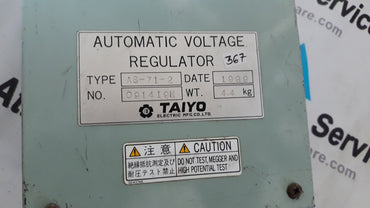 AUTOMATIC VOLTAGE
REGULATOR 367
TYPE AS-71-2 DATE 1990
NO. WT. 4.4 kg
TAIYO
ELECTRIC MFG.CO.,LTD.
注意 CAUTION
絶縁抵抗測定及び DO NOT TEST, MEGGER AND
耐圧テスト禁止 HIGH POTENTIAL TEST